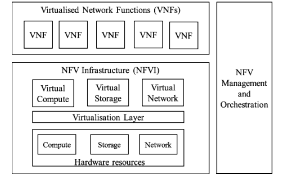 Virtualised Network Functions (VNFs)
VNF VNF VNF VNF VNF
NFV Infrastructure (NFVI)
Virtual Compute
Virtual Storage
Virtual Network
Virtualisation Layer
Compute Storage Network
Hardware resources
NFV
Management
and
Orchestration